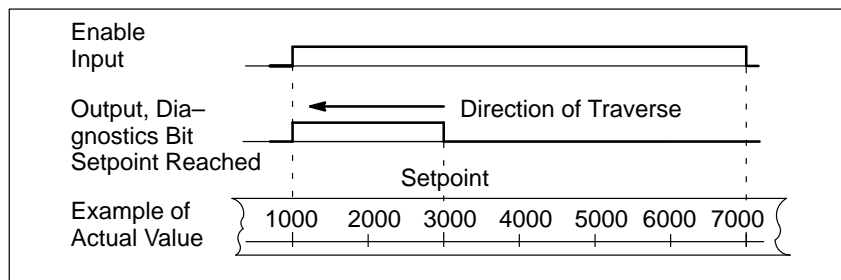 Enable
Input
Output, Dia–
gnostics Bit
Setpoint Reached
Direction of Traverse
Setpoint
Example of
Actual Value
1000 2000 3000 4000 5000 6000 7000